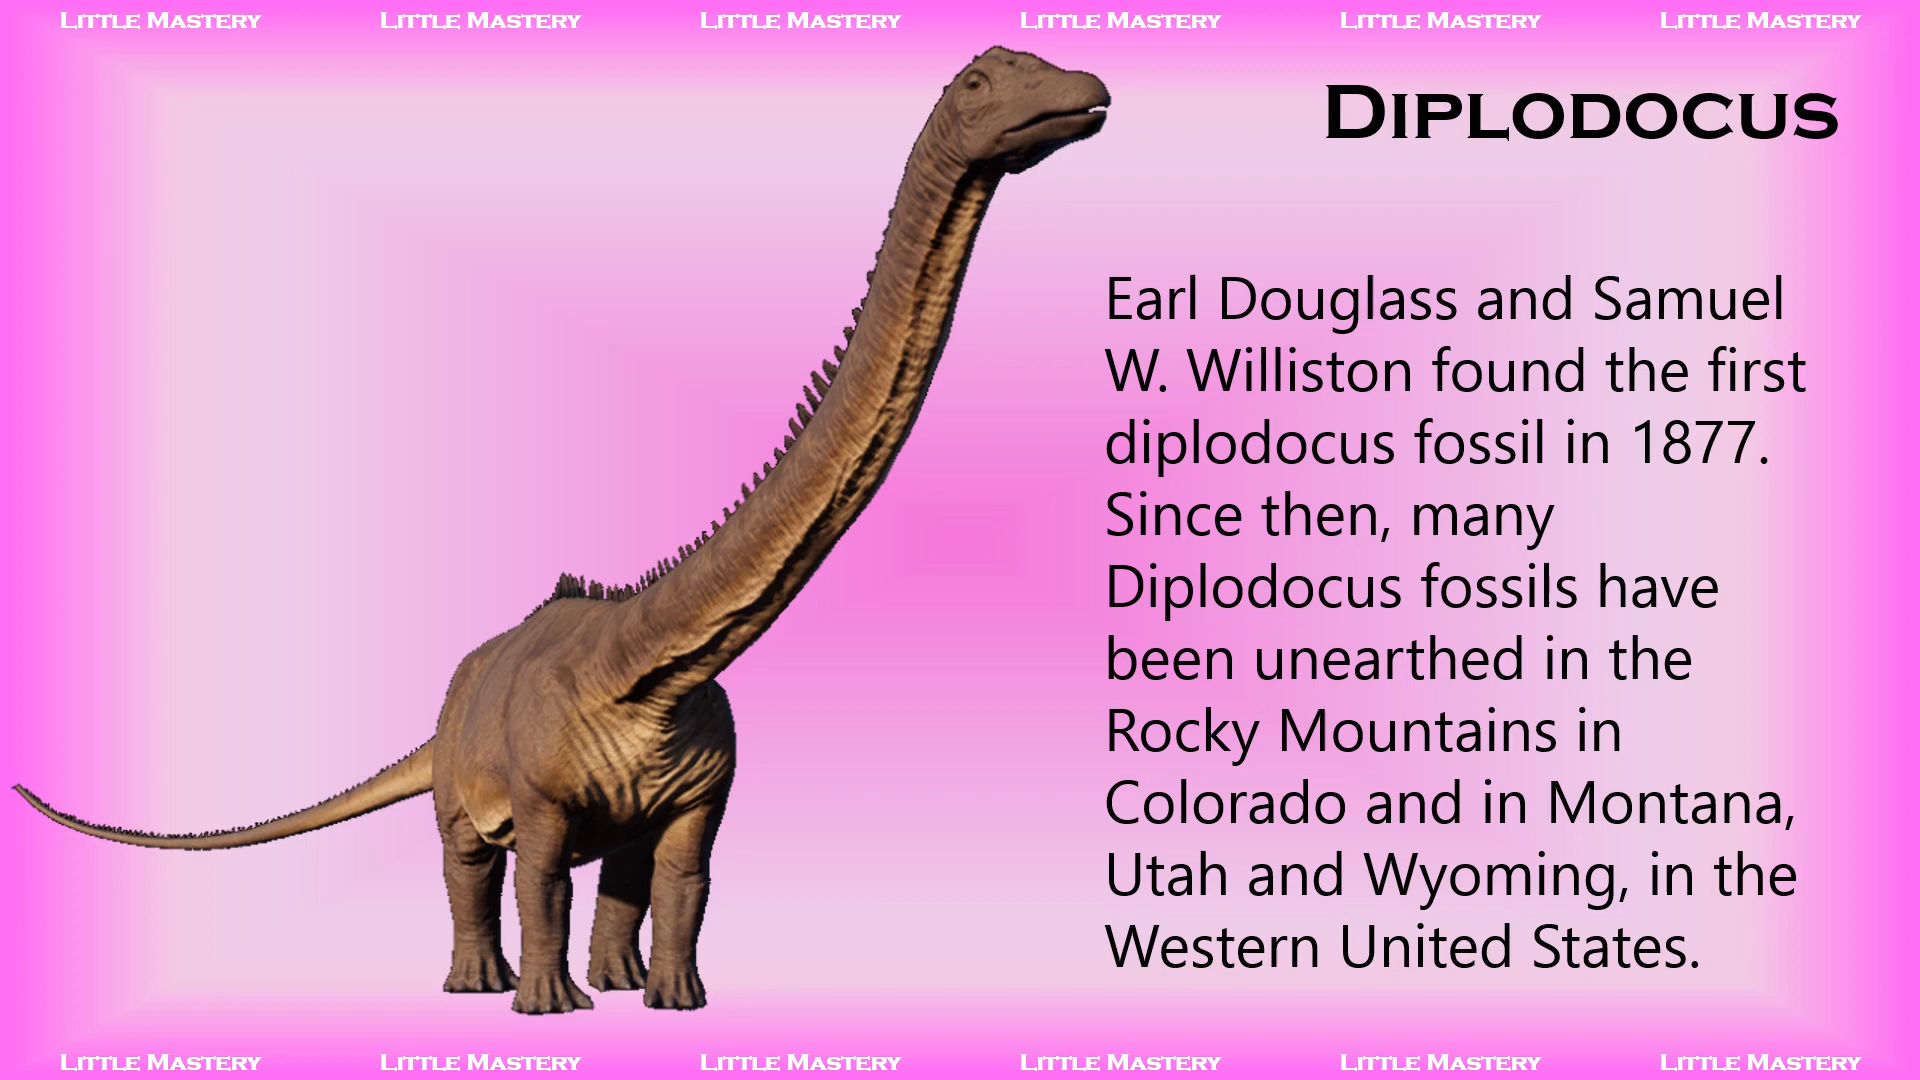 Little Mastery Little Mastery Little Mastery Little Mastery Little Mastery Little Mastery
Diplodocus
Earl Douglass and Samuel
W. Williston found the first
diplodocus fossil in 1877.
Since then, many
Diplodocus fossils have
been unearthed in the
Rocky Mountains in
Colorado and in Montana,
Utah and Wyoming, in the
Western United States.
Little Mastery Little Mastery Little Mastery Little Mastery Little Mastery Little Mastery